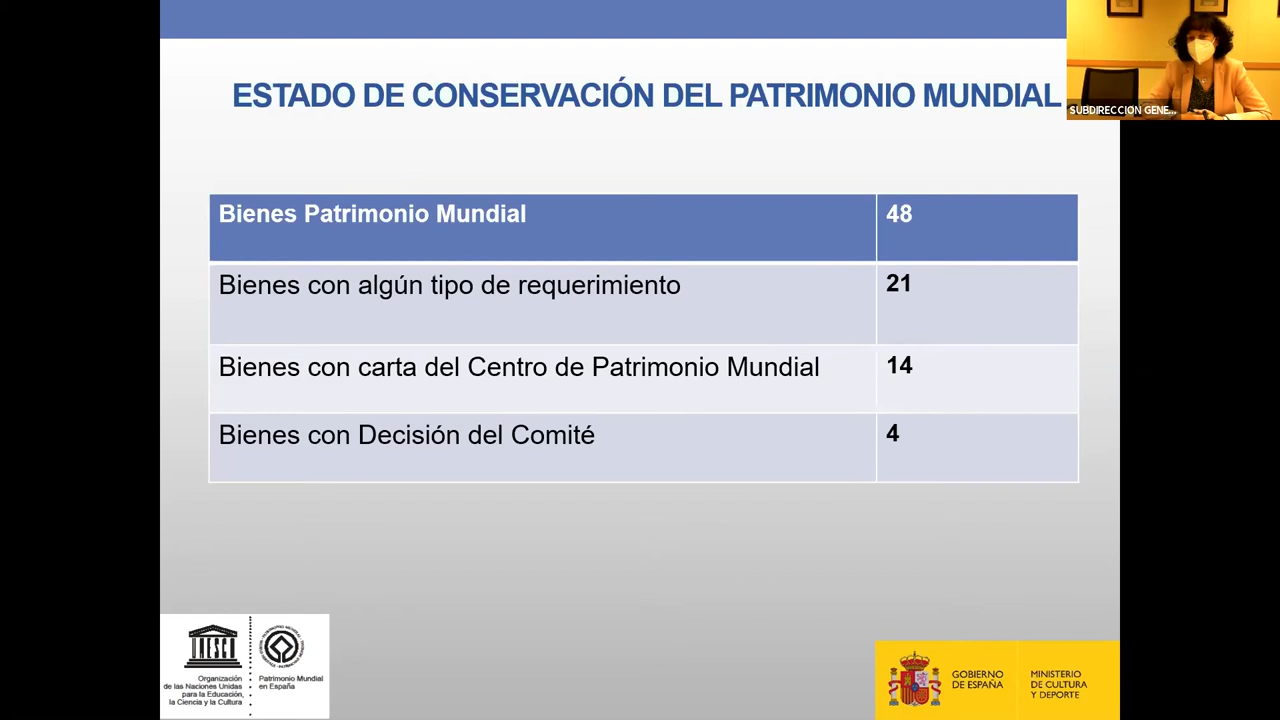 ESTADO DE CONSERVACIÓN DEL PATRIMONIO MUNDIAL
SUBDIRECCION GENE...
Bienes Patrimonio Mundial 48
Bienes con algún tipo de requerimiento 21
Bienes con carta del Centro de Patrimonio Mundial 14
Bienes con Decisión del Comité 4
UNESCO
Organización
de las Naciones Unidas
para la Educación,
la Ciencia y la Cultura
Patrimonio Mundial
en España
GOBIERNO
DE ESPAÑA
MINISTERIO
DE CULTURA
Y DEPORTE